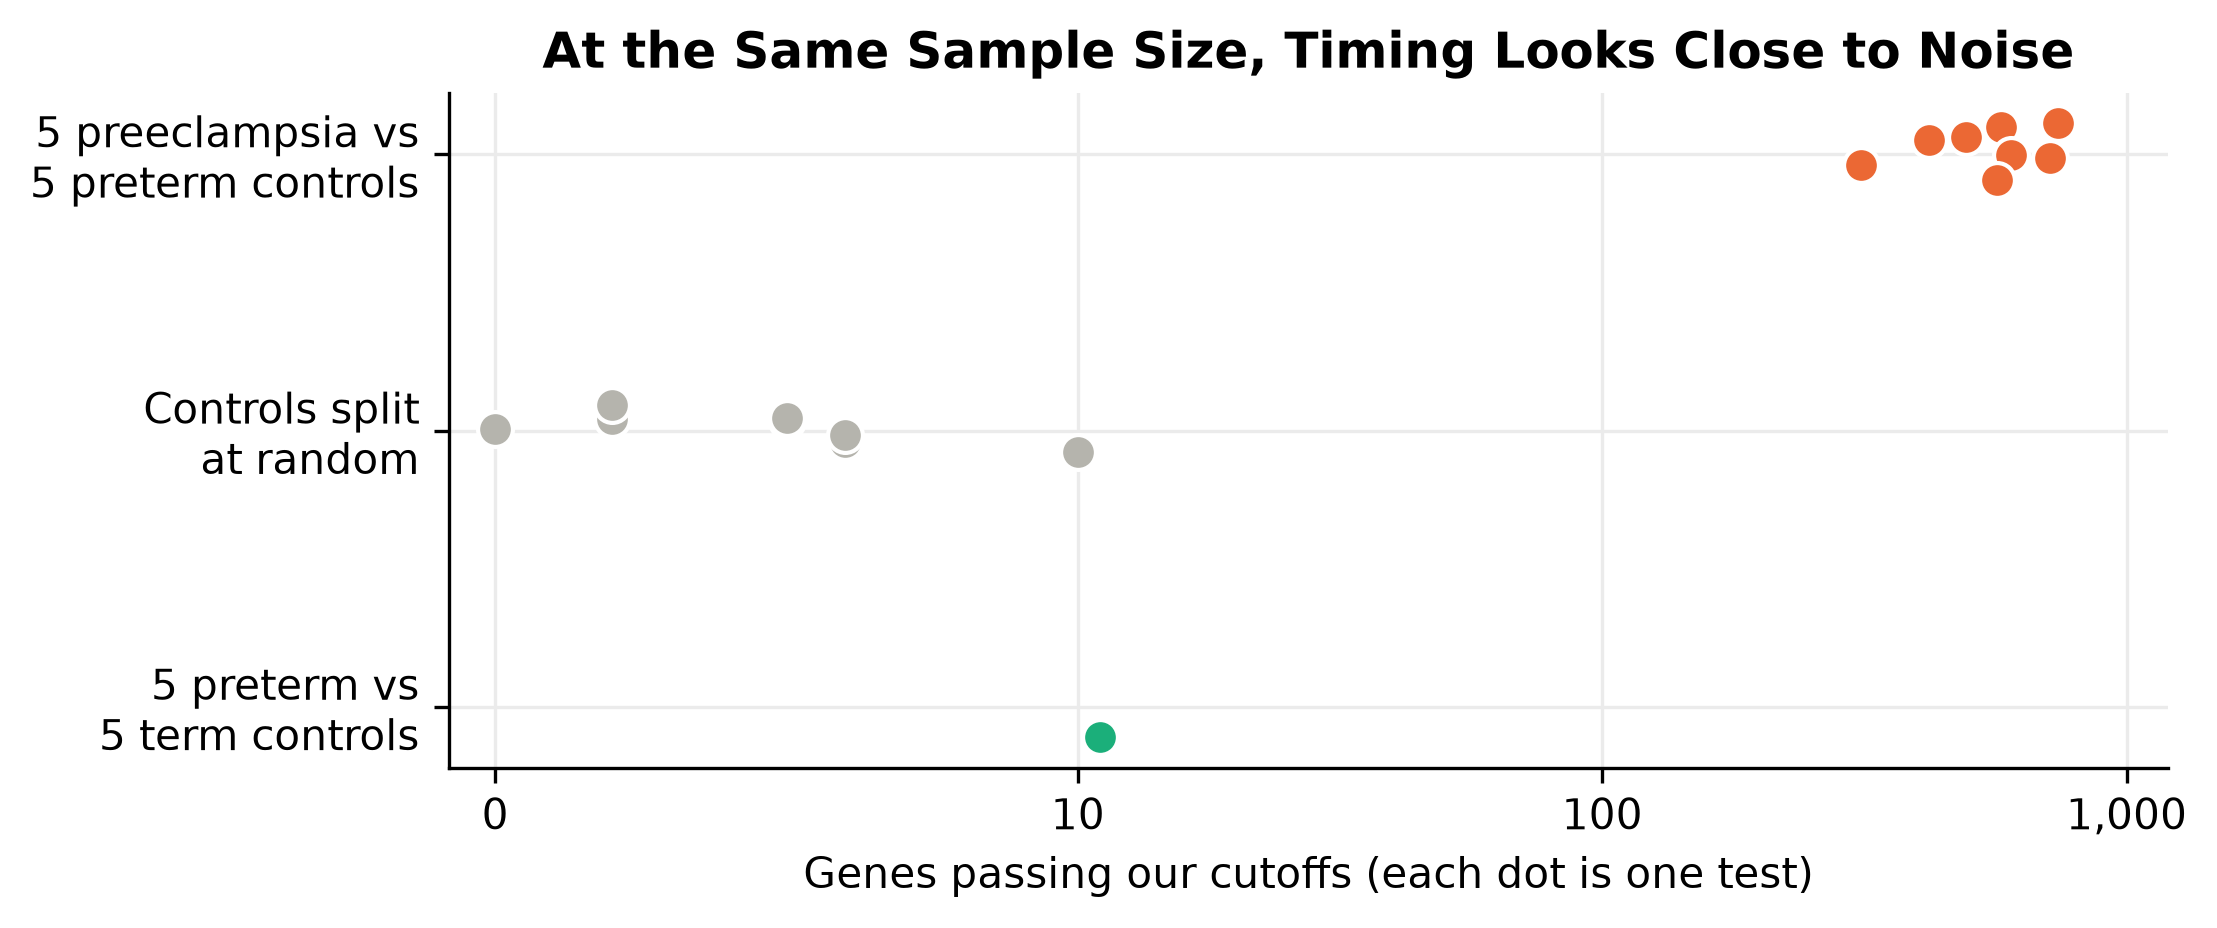 At the Same Sample Size, Timing Looks Close to Noise
5 preeclampsia vs
5 preterm controls
Controls split
at random
5 preterm vs
5 term controls
0 10 100 1,000
Genes passing our cutoffs (each dot is one test)